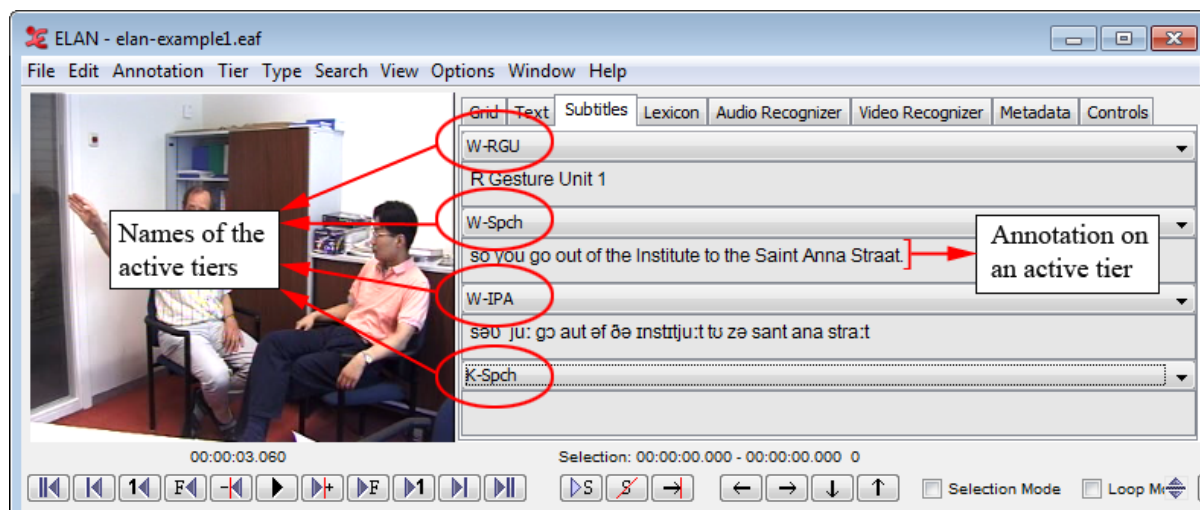 ELAN - elan-example1.eaf
File Edit Annotation Tier Type Search View Options Window Help
Grid Text Subtitles Lexicon Audio Recognizer Video Recognizer Metadata Controls
W-RGU
R Gesture Unit 1
W-Spch
so you go out of the Institute to the Saint Anna Straat.
W-IPA
səʊ juː gɔ aut əf ðə ɪnstɪtjuːt tʊ zə sant ana straːt
K-Spch
Names of the
active tiers
Annotation on
an active tier
00:00:03.060
Selection: 00:00:00.000 - 00:00:00.000 0
1 F + F 1 S S
Selection Mode
Loop